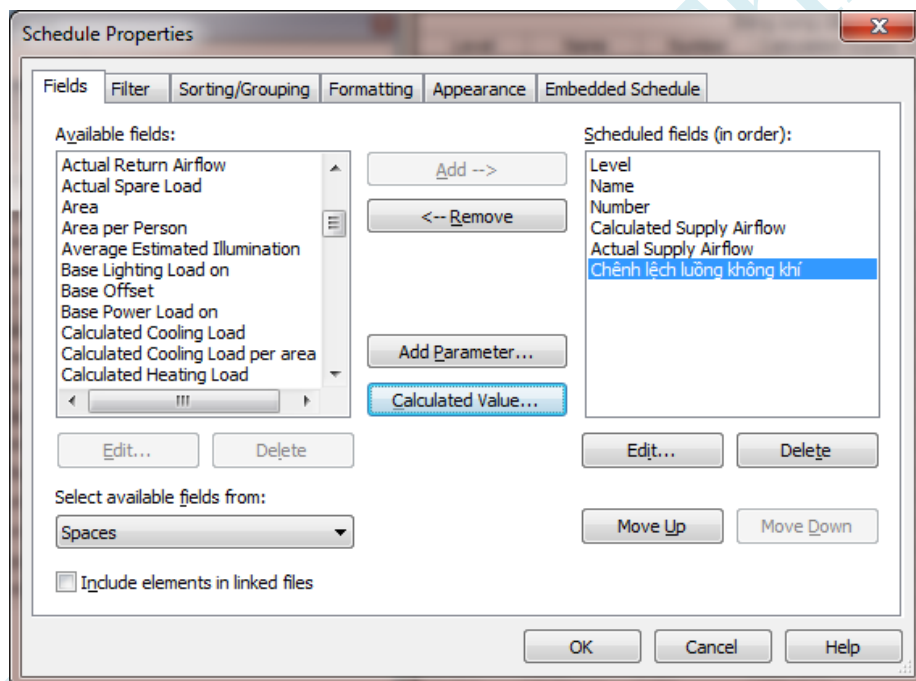 Schedule Properties
Fields
Filter
Sorting/Grouping
Formatting
Appearance
Embedded Schedule
Available fields:
Actual Return Airflow
Actual Spare Load
Area
Area per Person
Average Estimated Illumination
Base Lighting Load on
Base Offset
Base Power Load on
Calculated Cooling Load
Calculated Cooling Load per area
Calculated Heating Load
Add -->
<-- Remove
Add Parameter...
Calculated Value...
Scheduled fields (in order):
Level
Name
Number
Calculated Supply Airflow
Actual Supply Airflow
Chênh lệch luồng không khí
Edit...
Delete
Edit...
Delete
Select available fields from:
Spaces
Move Up
Move Down
Include elements in linked files
OK
Cancel
Help